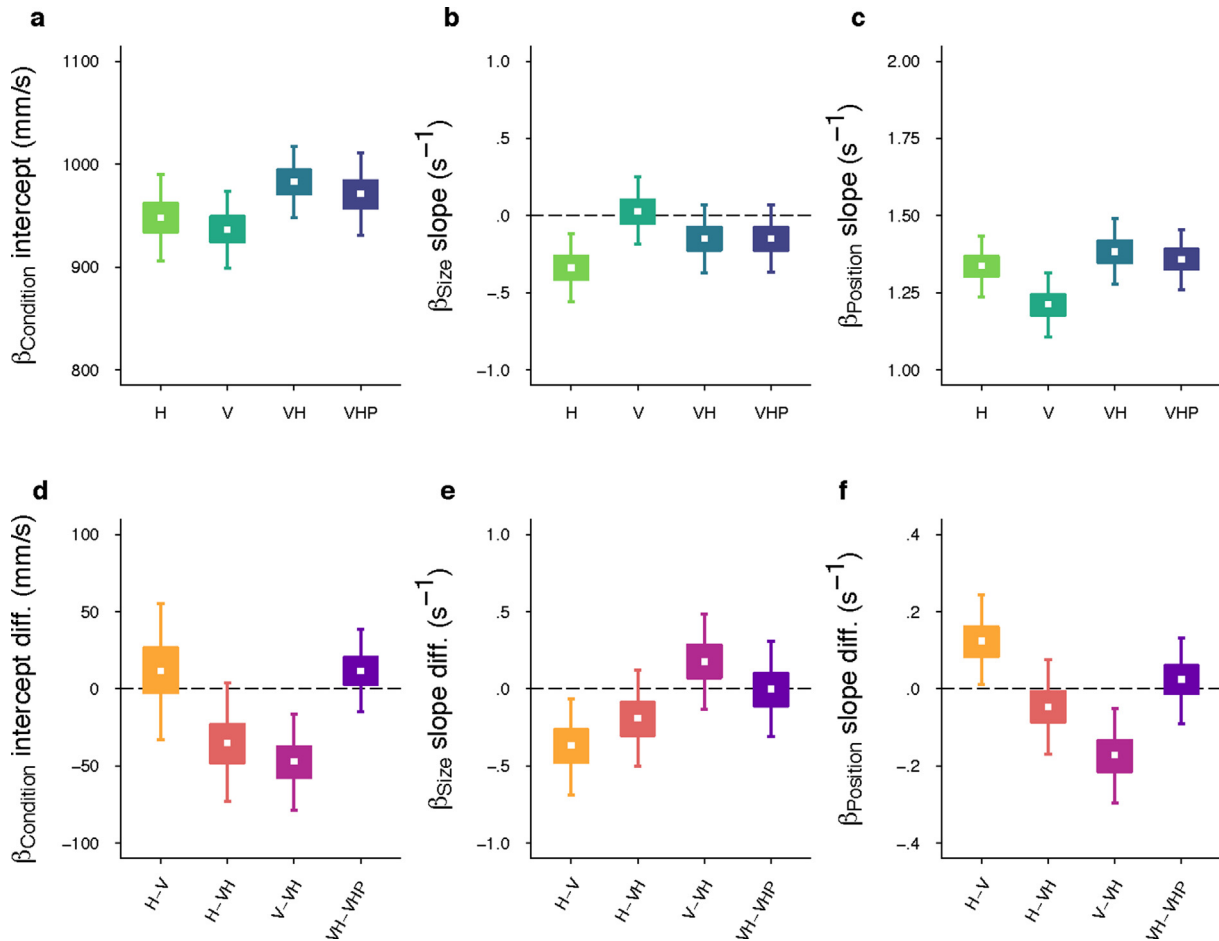 a
βCondition intercept (mm/s)
1100
1000
900
800
H V VH VHP
b
βSize slope (s−1)
1.0
.5
.0
−.5
−1.0
H V VH VHP
c
βPosition slope (s−1)
2.00
1.75
1.50
1.25
1.00
H V VH VHP
d
βCondition intercept diff. (mm/s)
100
50
0
−50
−100
H−V H−VH V−VH VH−VHP
e
βSize slope diff. (s−1)
1.0
.5
.0
−.5
−1.0
H−V H−VH V−VH VH−VHP
f
βPosition slope diff. (s−1)
.4
.2
.0
−.2
−.4
H−V H−VH V−VH VH−VHP